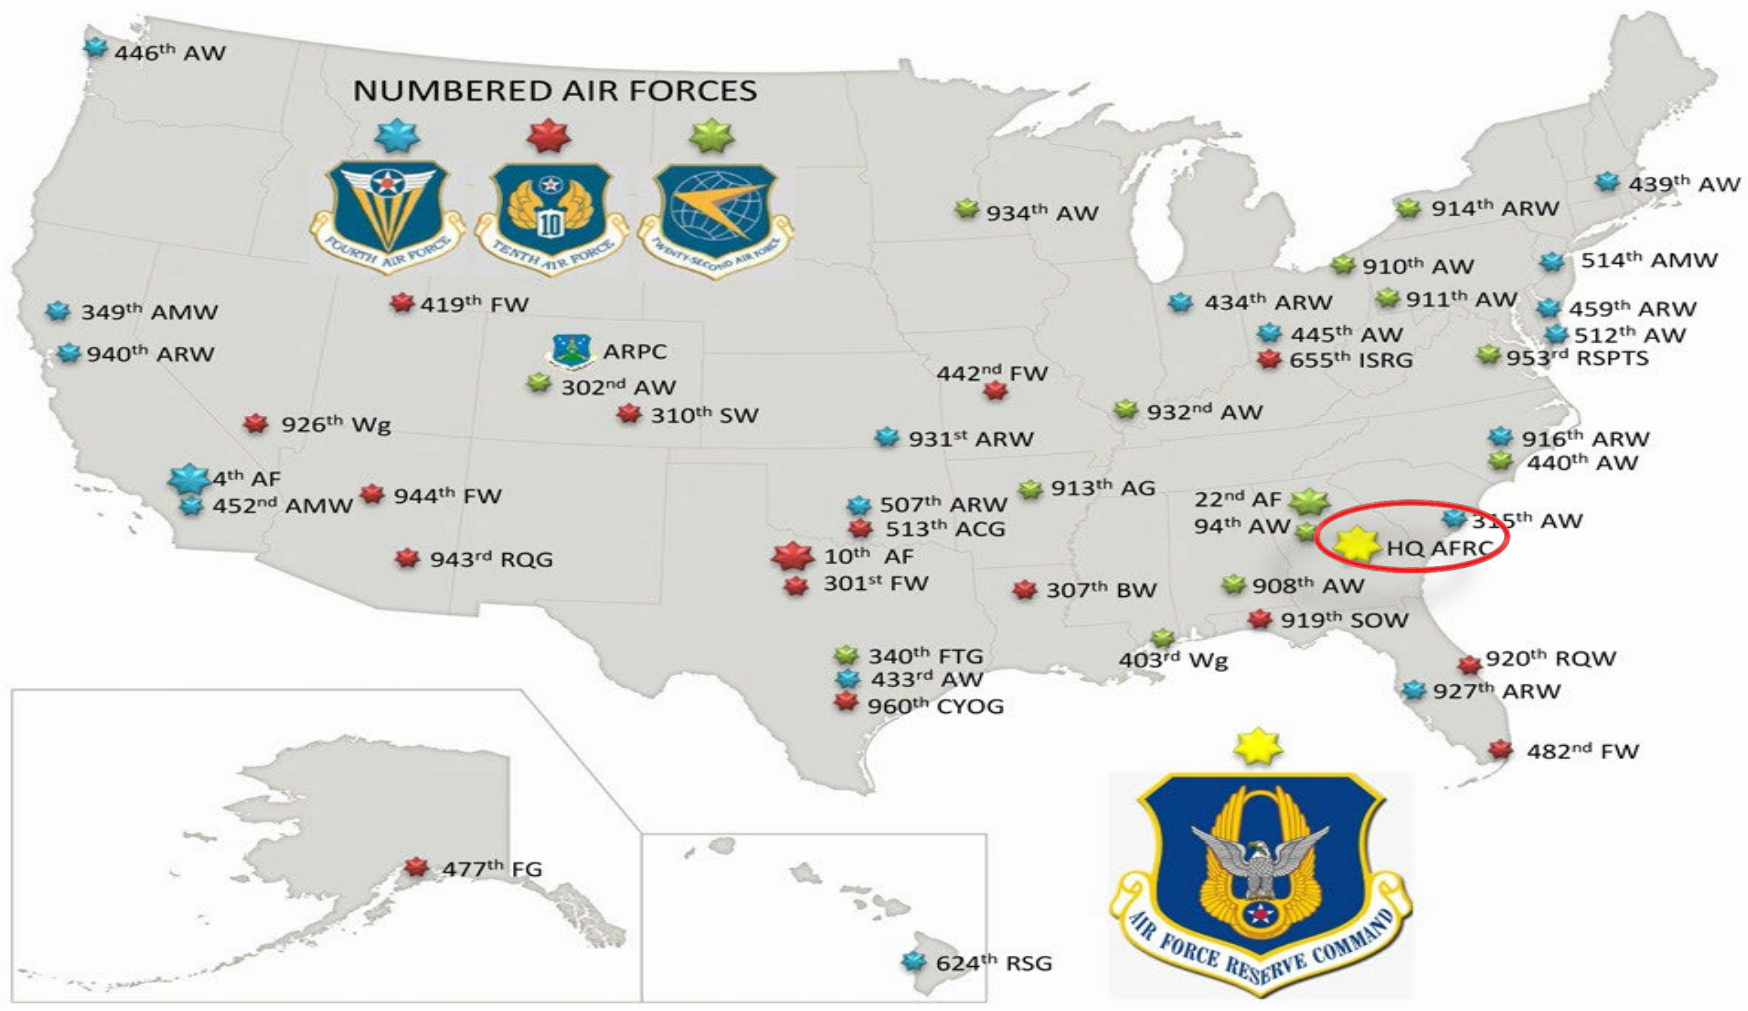 446th AW
NUMBERED AIR FORCES
FOURTH AIR FORCE
TENTH AIR FORCE
10
TWENTY-SECOND AIR FORCE
934th AW
439th AW
914th ARW
514th AMW
910th AW
911th AW
459th ARW
512th AW
953rd RSPTS
434th ARW
445th AW
655th ISRG
349th AMW
940th ARW
419th FW
ARPC
302nd AW
310th SW
442nd FW
932nd AW
926th Wg
931st ARW
916th ARW
440th AW
4th AF
452nd AMW
944th FW
943rd RQG
507th ARW
513th ACG
10th AF
301st FW
913th AG
22nd AF
94th AW
315th AW
HQ AFRC
307th BW
908th AW
919th SOW
403rd Wg
920th RQW
927th ARW
482nd FW
340th FTG
433rd AW
960th CYOG
477th FG
624th RSG
AIR FORCE RESERVE COMMAND